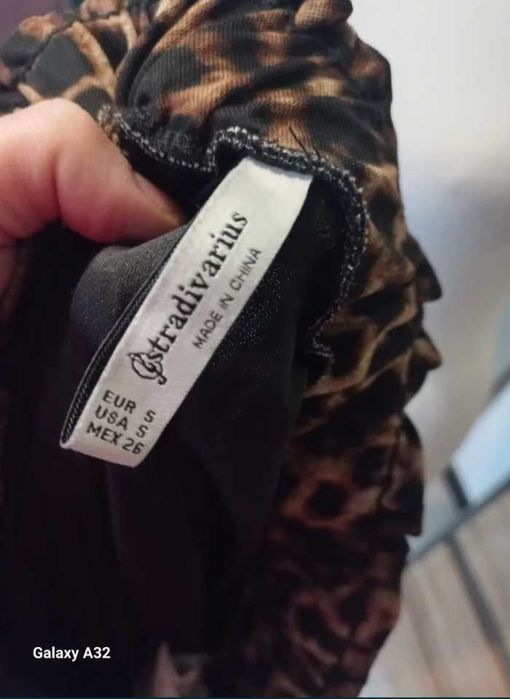 stradivarius
MADE IN CHINA
EUR S
USA S
MEX 26
Galaxy A32